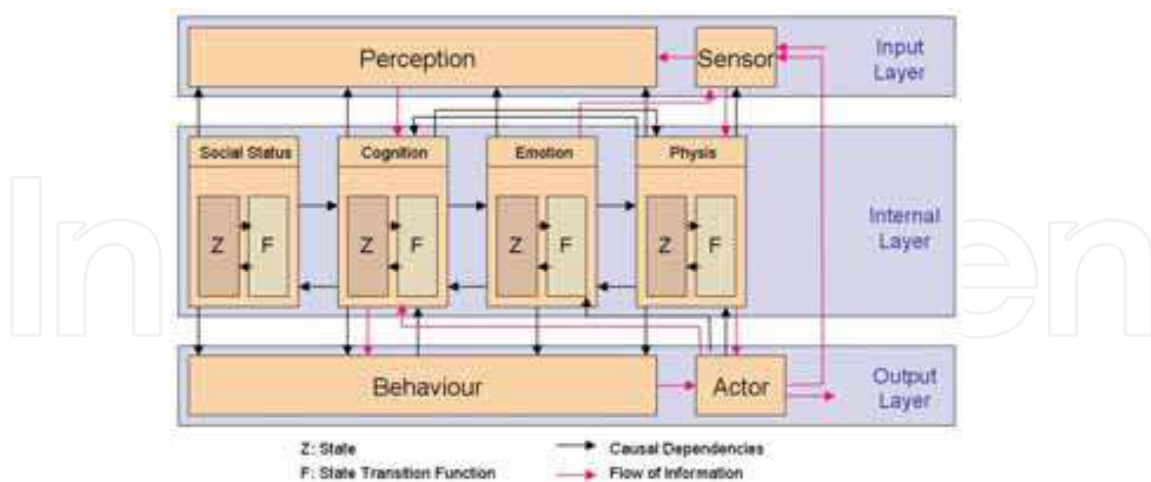 Perception
Sensor
Input
Layer
Social Status
Cognition
Emotion
Physis
Z
F
Z
F
Z
F
Z
F
Internal
Layer
Behaviour
Actor
Output
Layer
Z: State
Causal Dependencies
F: State Transition Function
Flow of Information